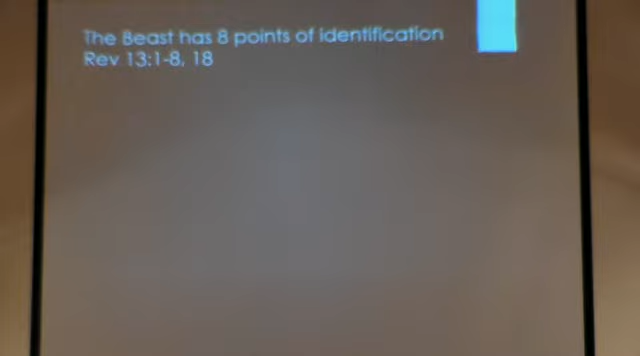 The Beast has 8 points of identification
Rev 13:1-8, 18